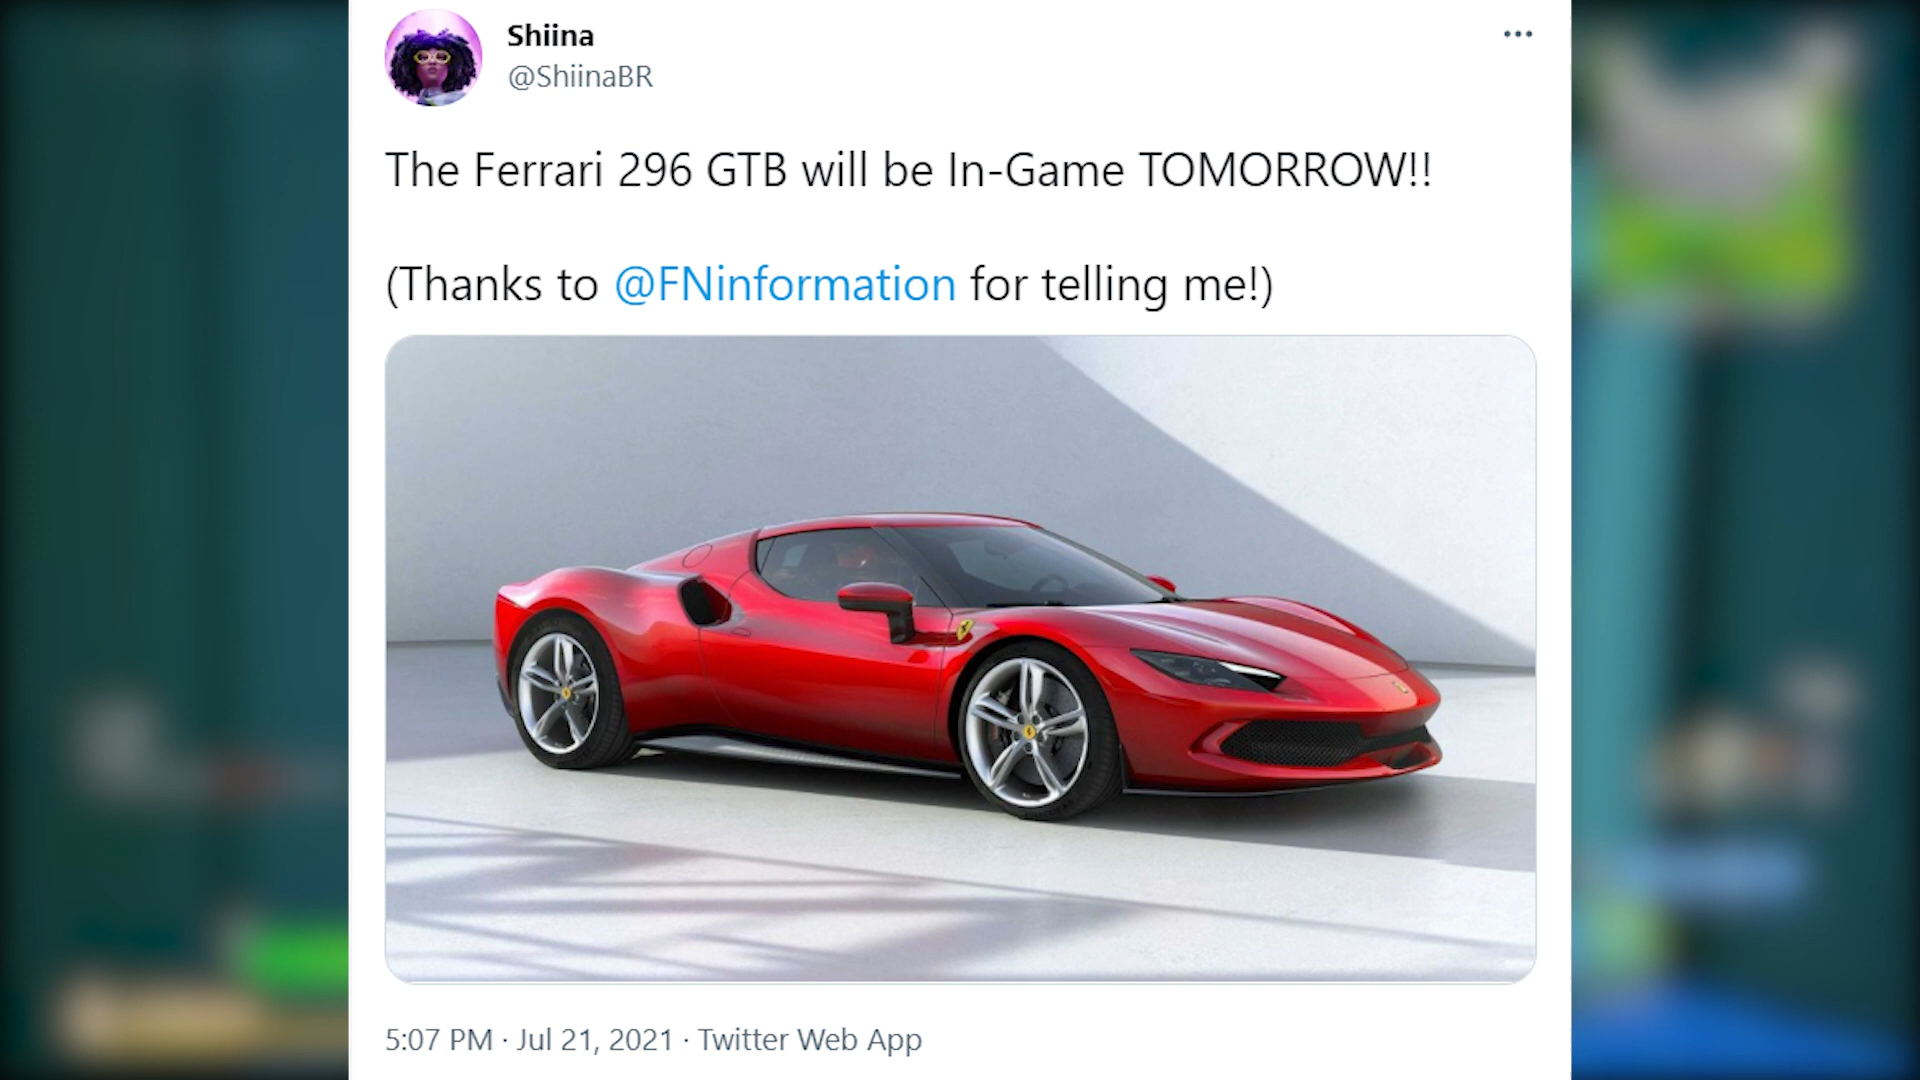 Shiina
@ShiinaBR
The Ferrari 296 GTB will be In-Game TOMORROW!!
(Thanks to @FNinformation for telling me!)
5:07 PM · Jul 21, 2021 · Twitter Web App